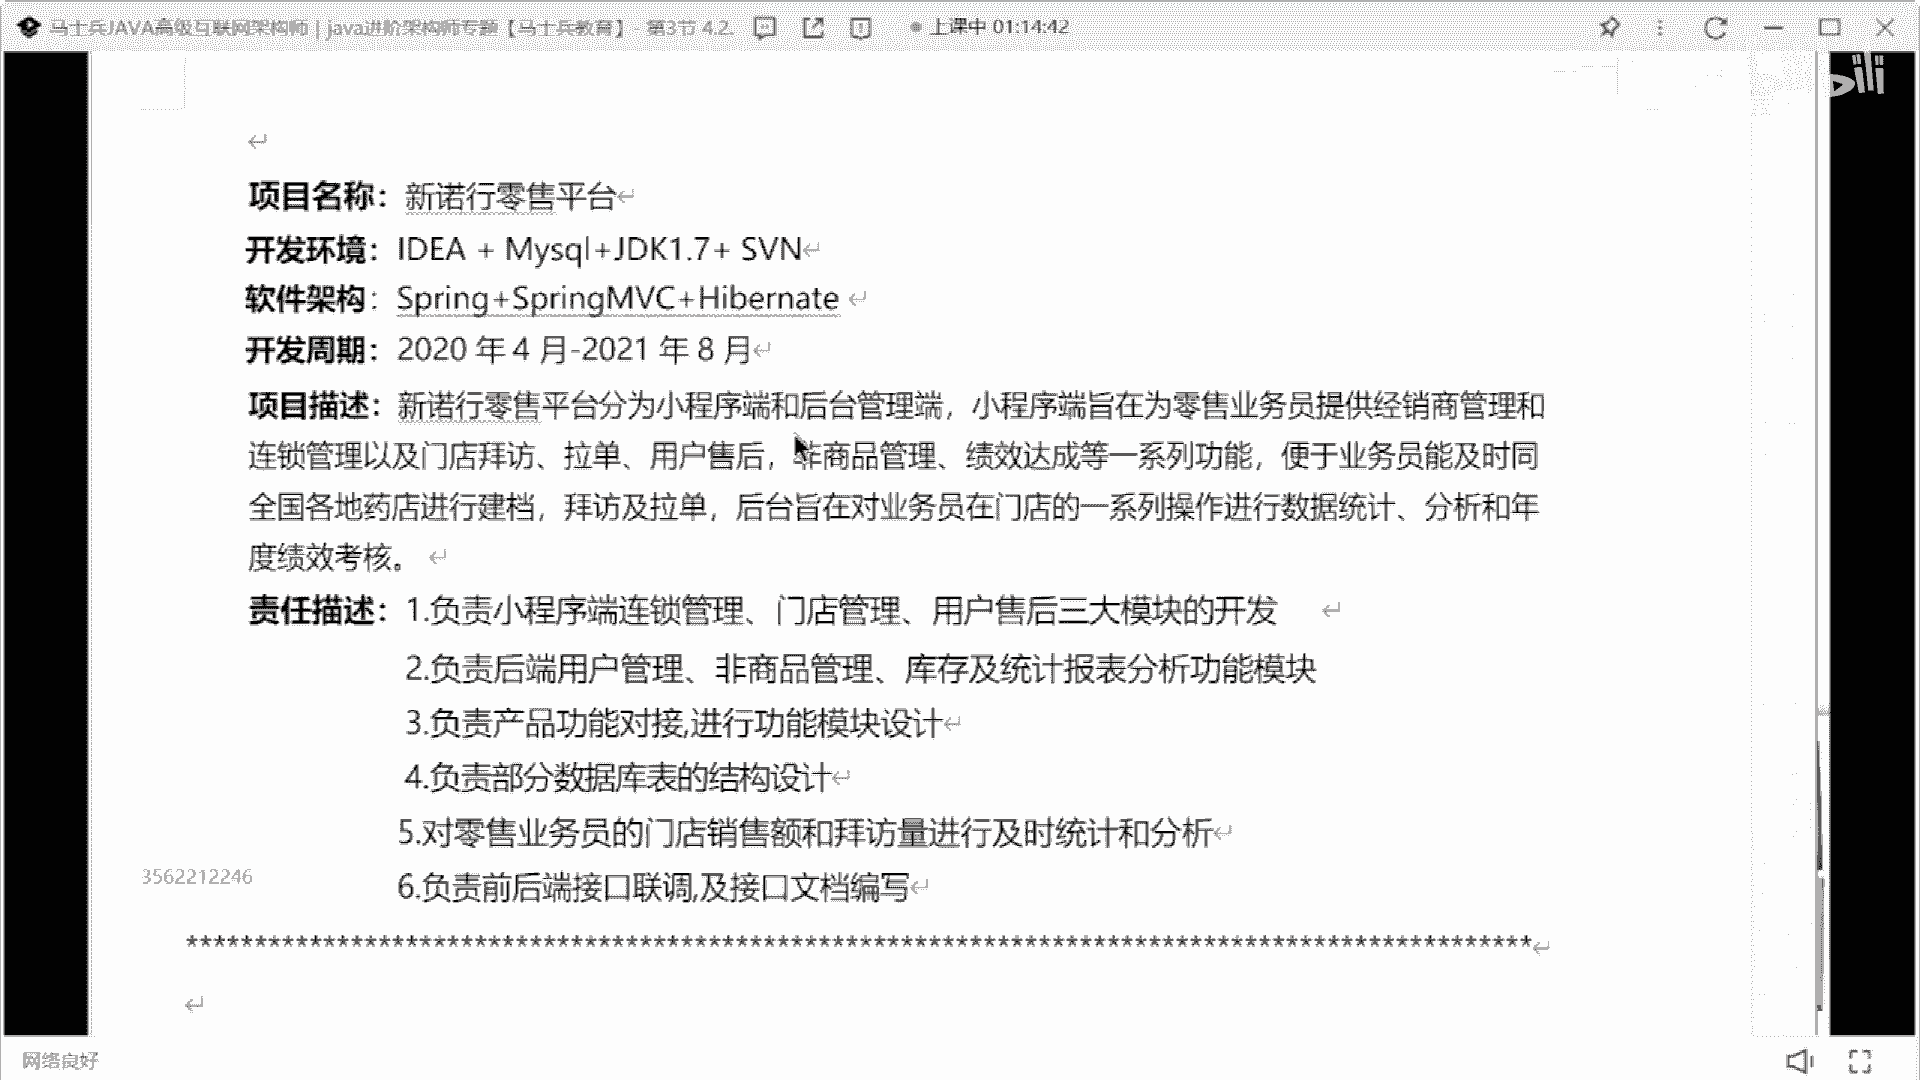 马士兵JAVA高级互联网架构师 | java进阶架构师专题【马士兵教育】- 第3节 4.2.
上课中 01:14:42
项目名称：新诺行零售平台
开发环境：IDEA + Mysql+JDK1.7+ SVN
软件架构：Spring+SpringMVC+Hibernate
开发周期：2020 年 4 月-2021 年 8 月
项目描述：新诺行零售平台分为小程序端和后台管理端，小程序端旨在为零售业务员提供经销商管理和
连锁管理以及门店拜访、拉单、用户售后，非商品管理、绩效达成等一系列功能，便于业务员能及时同
全国各地药店进行建档，拜访及拉单，后台旨在对业务员在门店的一系列操作进行数据统计、分析和年
度绩效考核。
责任描述：1.负责小程序端连锁管理、门店管理、用户售后三大模块的开发
2.负责后端用户管理、非商品管理、库存及统计报表分析功能模块
3.负责产品功能对接,进行功能模块设计
4.负责部分数据库表的结构设计
5.对零售业务员的门店销售额和拜访量进行及时统计和分析
3562212246
6.负责前后端接口联调,及接口文档编写
***************************************************************************************************
网络良好